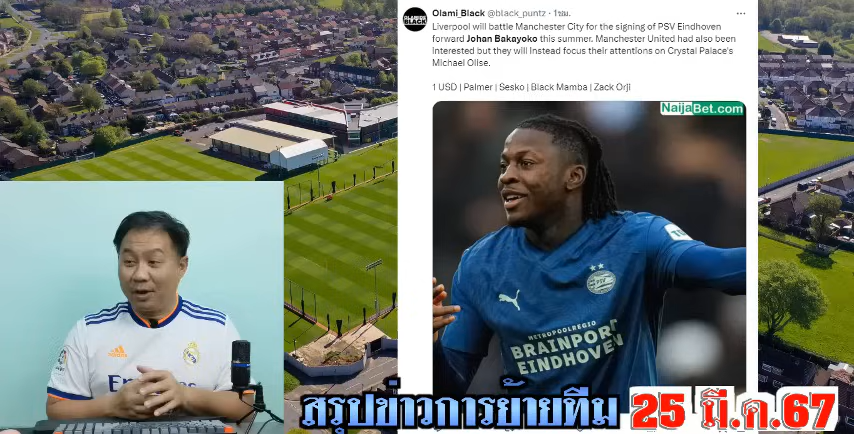 Olami_Black @black_puntz · 1ชม.
Liverpool will battle Manchester City for the signing of PSV Eindhoven
forward Johan Bakayoko this summer. Manchester United had also been
interested but they will instead focus their attentions on Crystal Palace's
Michael Olise.
1 USD | Palmer | Sesko | Black Mamba | Zack Orji
NaijaBet.com
PSV
METROPOOLREGIO
BRAINPORT
EINDHOVEN
adidas
สรุปข่าวการย้ายทีม 25 มี.ค.67